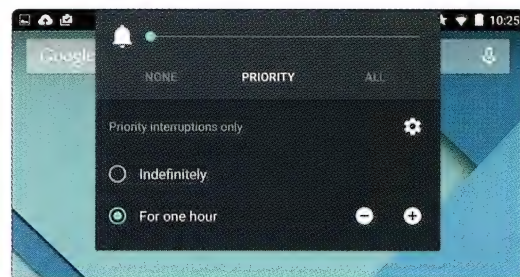 10:25
Google
NONE PRIORITY ALL
Priority interruptions only
Indefinitely
For one hour